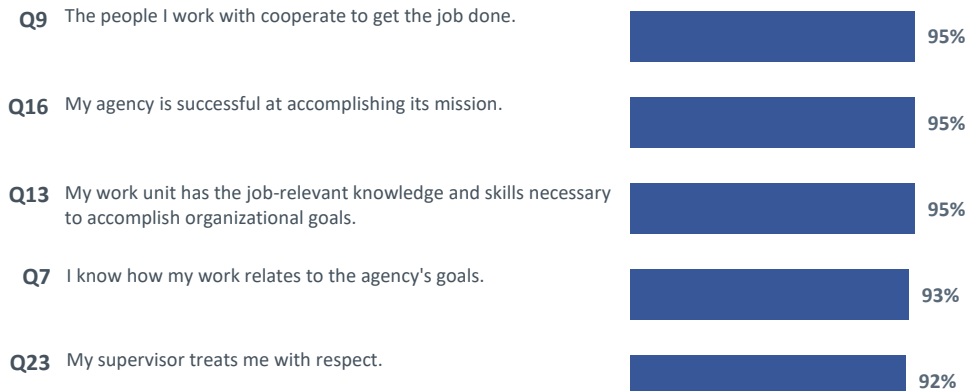 Q9 The people I work with cooperate to get the job done. 95%
Q16 My agency is successful at accomplishing its mission. 95%
Q13 My work unit has the job-relevant knowledge and skills necessary
to accomplish organizational goals. 95%
Q7 I know how my work relates to the agency's goals. 93%
Q23 My supervisor treats me with respect. 92%